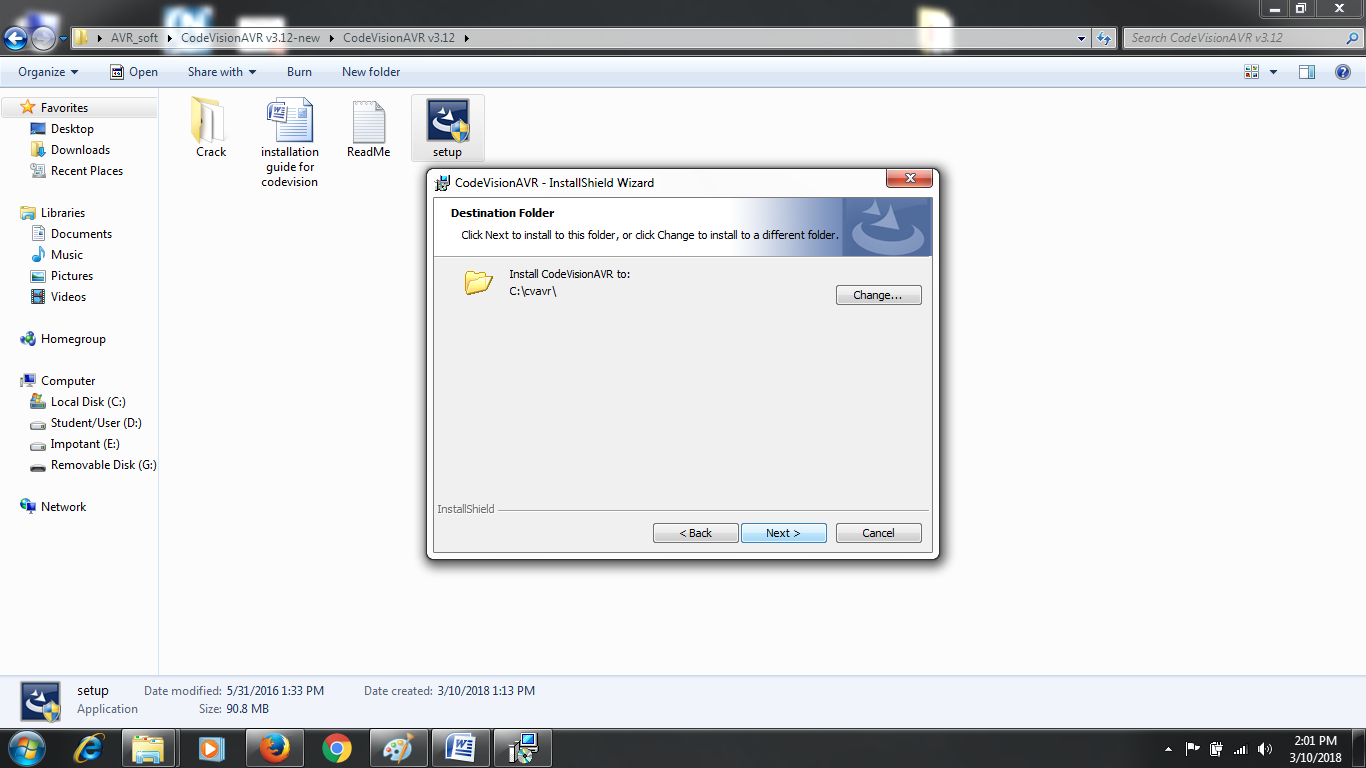 AVR_soft CodeVisionAVR v3.12-new CodeVisionAVR v3.12 Search CodeVisionAVR v3.12
Organize Open Share with Burn New folder
Favorites
Desktop
Downloads
Recent Places
Libraries
Documents
Music
Pictures
Videos
Homegroup
Computer
Local Disk (C:)
Student/User (D:)
Impotant (E:)
Removable Disk (G:)
Network
Crack
installation
guide for
codevision
ReadMe
setup
CodeVisionAVR - InstallShield Wizard
Destination Folder
Click Next to install to this folder, or click Change to install to a different folder.
Install CodeVisionAVR to:
C:\cvavr\
Change...
InstallShield
< Back Next > Cancel
setup Date modified: 5/31/2016 1:33 PM Date created: 3/10/2018 1:13 PM
Application Size: 90.8 MB
2:01 PM
3/10/2018